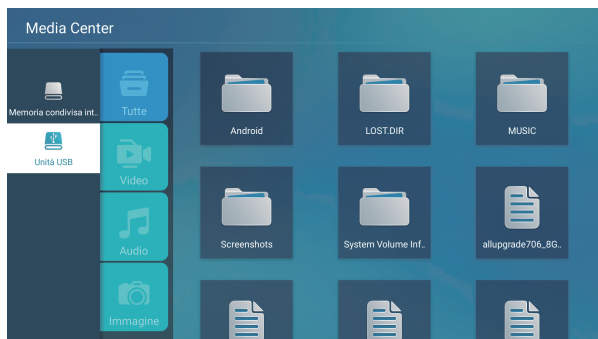 Media Center
Memoria condivisa int..
Unità USB
Tutte
Video
Audio
Immagine
Android
LOST.DIR
MUSIC
Screenshots
System Volume Inf..
allupgrade706_8G..